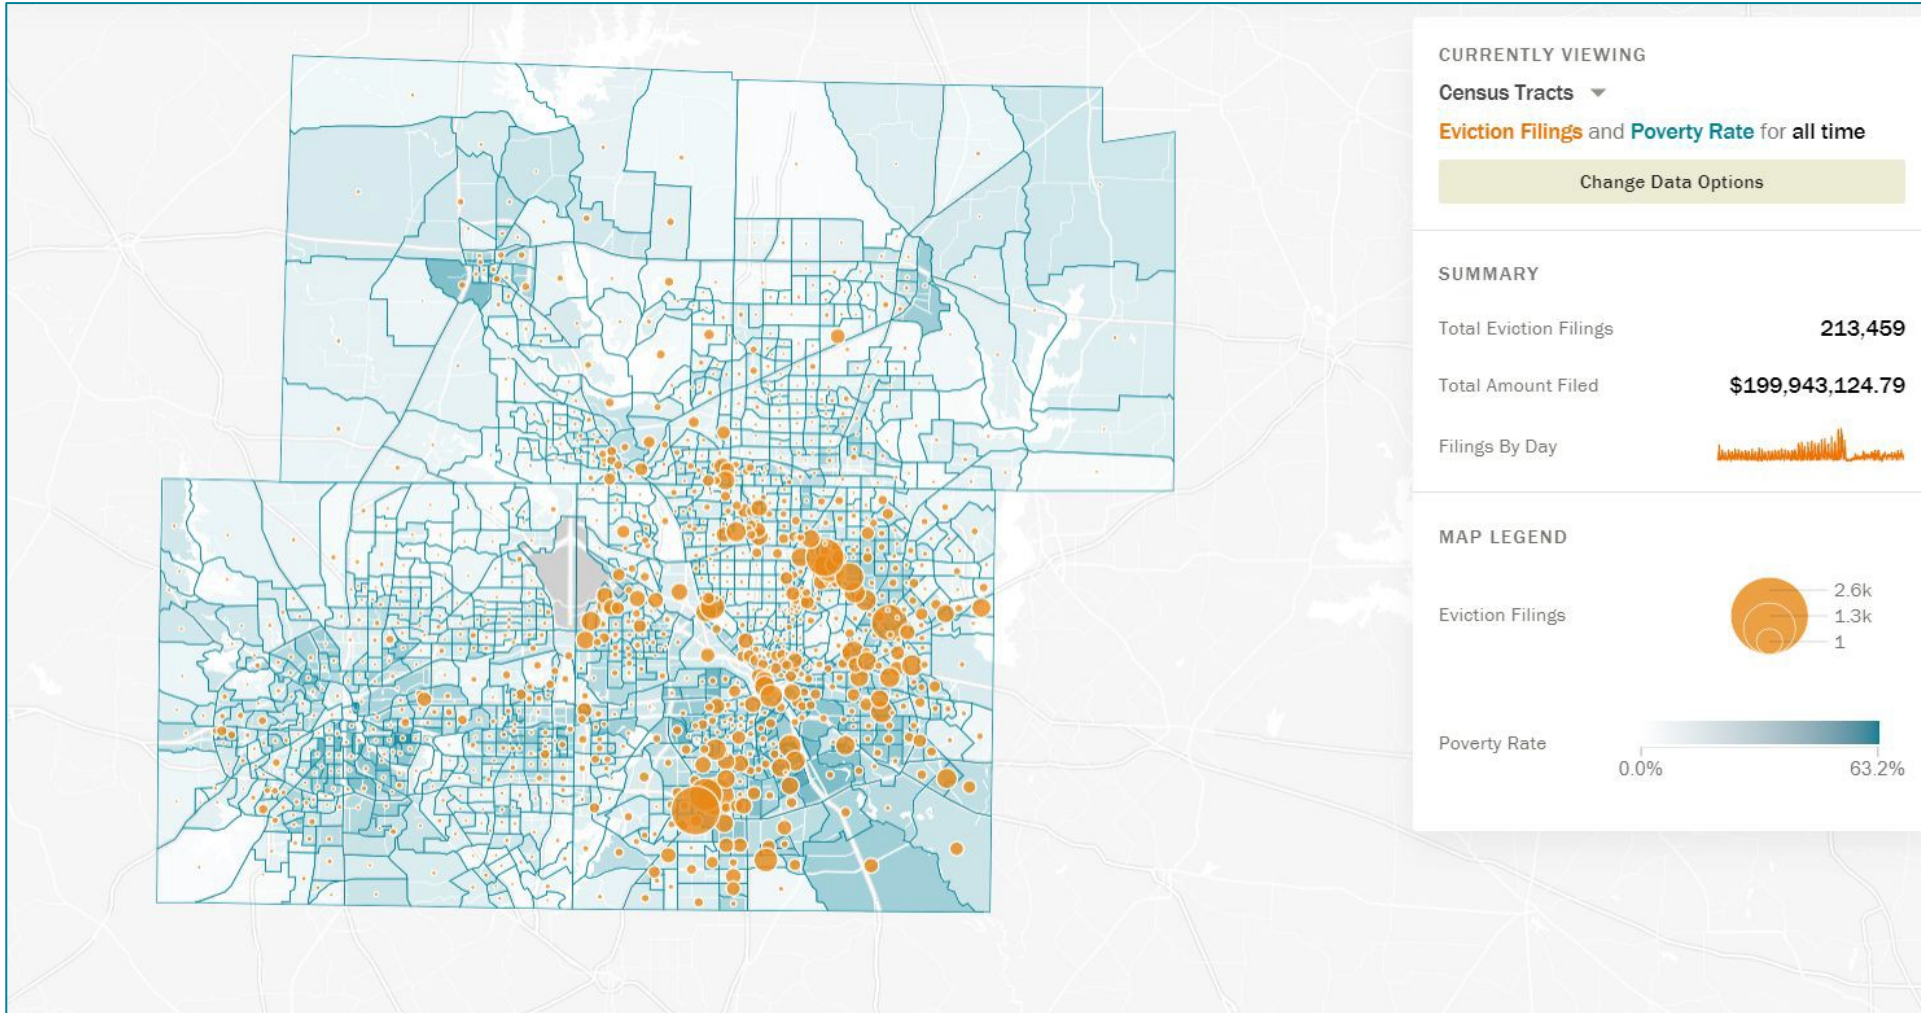 CURRENTLY VIEWING
Census Tracts
Eviction Filings and Poverty Rate for all time
Change Data Options
SUMMARY
Total Eviction Filings 213,459
Total Amount Filed $199,943,124.79
Filings By Day
MAP LEGEND
Eviction Filings
2.6k
1.3k
1
Poverty Rate
0.0% 63.2%